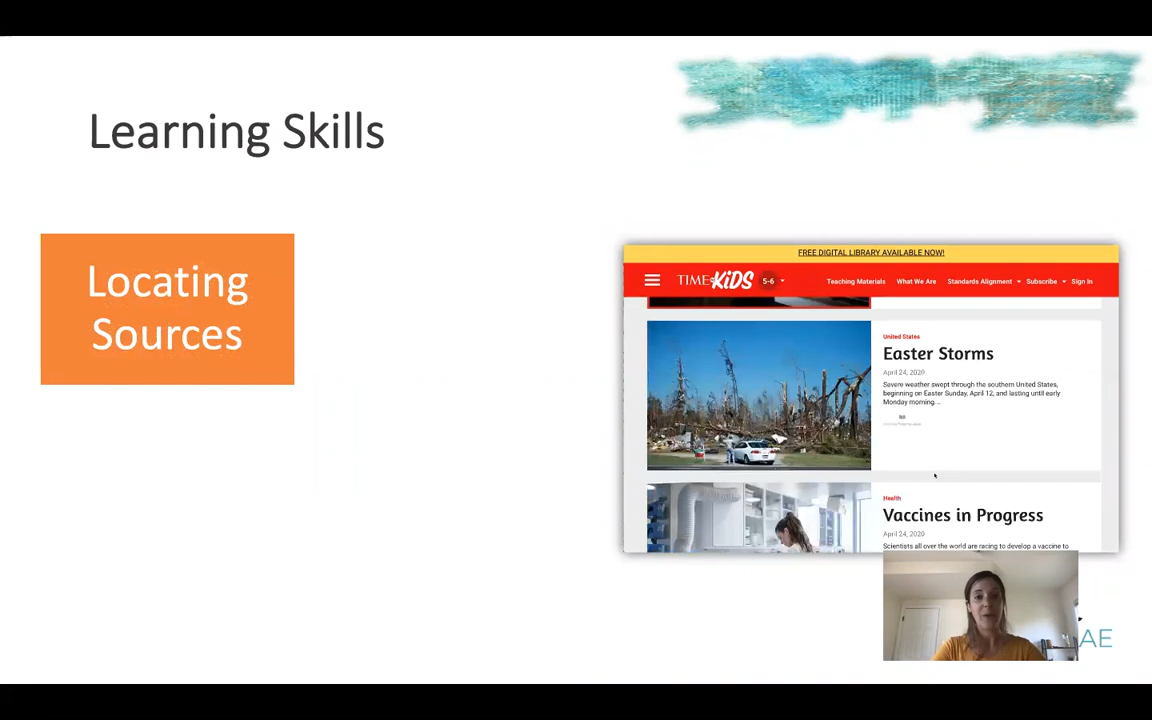 Learning Skills
Locating
Sources
FREE DIGITAL LIBRARY AVAILABLE NOW!
TIME for KiDS 5-6 Teaching Materials What We Are Standards Alignment Subscribe Sign In
United States
Easter Storms
April 24, 2020
Severe weather swept through the southern United States,
beginning on Easter Sunday, April 12, and lasting until early
Monday morning....
Health
Vaccines in Progress
April 24, 2020
Scientists all over the world are racing to develop a vaccine to
AE